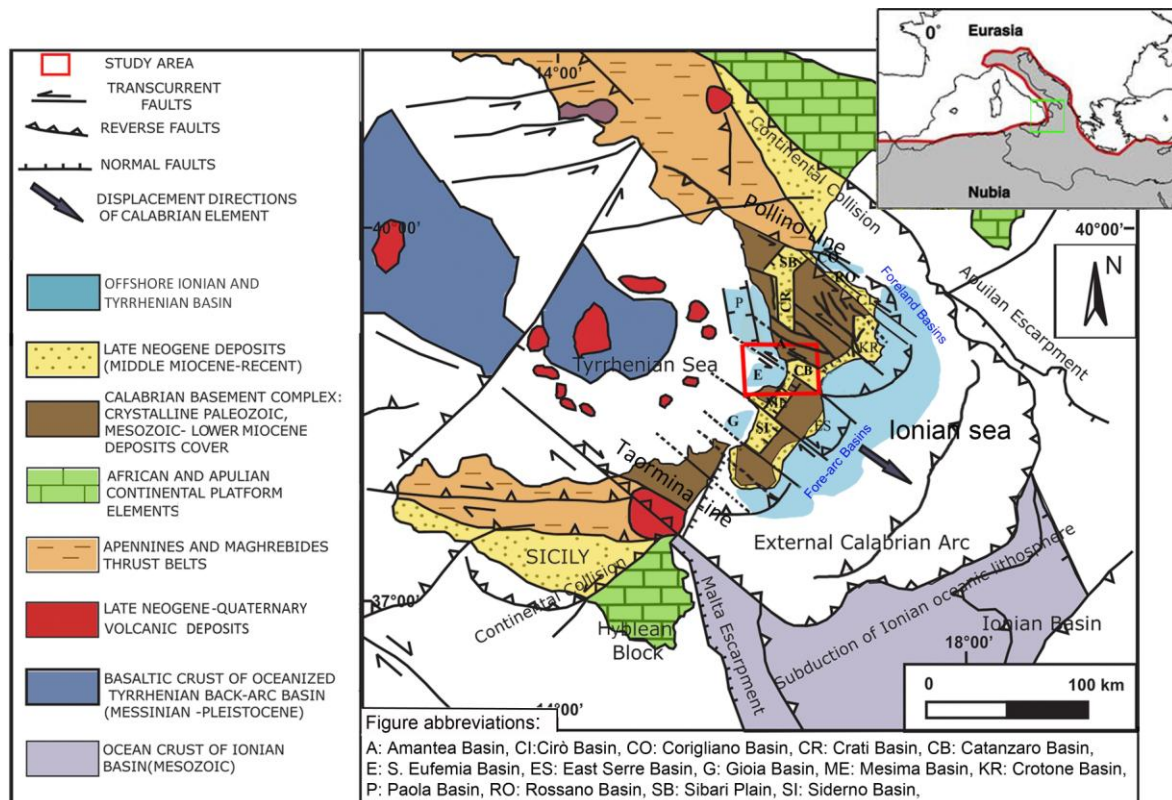 STUDY AREA
TRANSCURRENT
FAULTS
REVERSE FAULTS
NORMAL FAULTS
DISPLACEMENT DIRECTIONS
OF CALABRIAN ELEMENT
OFFSHORE IONIAN AND
TYRRHENIAN BASIN
LATE NEOGENE DEPOSITS
(MIDDLE MIOCENE-RECENT)
CALABRIAN BASEMENT COMPLEX:
CRYSTALLINE PALEOZOIC,
MESOZOIC- LOWER MIOCENE
DEPOSITS COVER
AFRICAN AND APULIAN
CONTINENTAL PLATFORM
ELEMENTS
APENNINES AND MAGHREBIDES
THRUST BELTS
LATE NEOGENE-QUATERNARY
VOLCANIC DEPOSITS
BASALTIC CRUST OF OCEANIZED
TYRRHENIAN BACK-ARC BASIN
(MESSINIAN -PLEISTOCENE)
OCEAN CRUST OF IONIAN
BASIN(MESOZOIC)
0°
Eurasia
Nubia
14°00'
Continental Collision
40°00'
40°00'
Pollino Line
N
Apuilan Escarpment
Foreland Basins
CO
SB
RO
CR
CI
P
KR
Tyrrhenian Sea
E
CB
ME
G
SI
ES
Ionian sea
Fore-arc Basins
Taormina Line
SICILY
External Calabrian Arc
Continental Collision
37°00'
Hyblean
Block
Malta Escarpment
Subduction of Ionian oceanic lithosphere
Ionian Basin
18°00'
0
100 km
Figure abbreviations:
A: Amantea Basin, CI:Cirò Basin, CO: Corigliano Basin, CR: Crati Basin, CB: Catanzaro Basin,
E: S. Eufemia Basin, ES: East Serre Basin, G: Gioia Basin, ME: Mesima Basin, KR: Crotone Basin,
P: Paola Basin, RO: Rossano Basin, SB: Sibari Plain, SI: Siderno Basin,